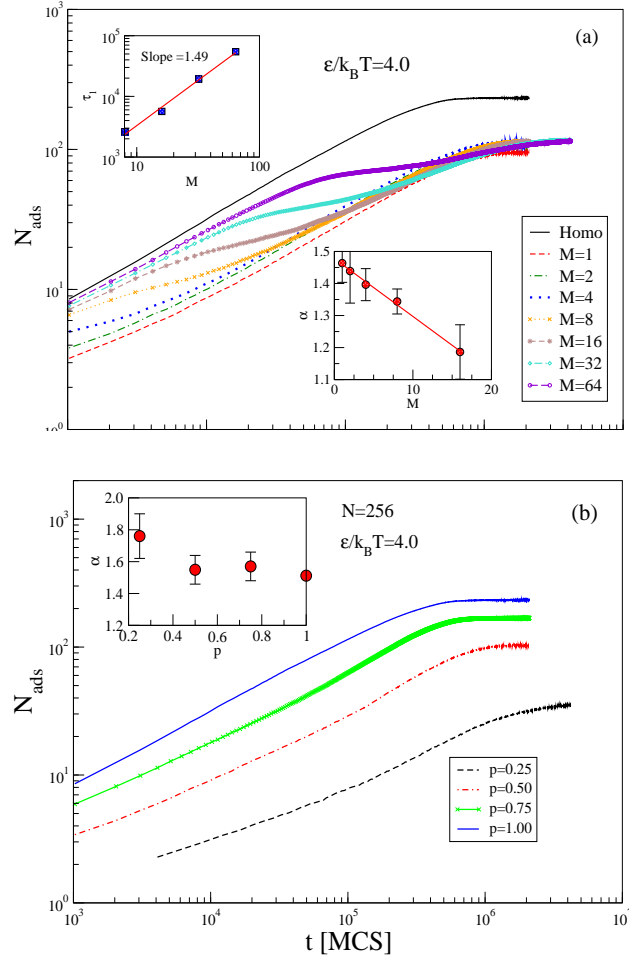 10³
(a)
10⁵
Slope =1.49
ε/k_BT=4.0
τ₁
10⁴
10³
10 100
M
10²
N_ads
1.5
1.4
α
1.3
1.2
1.1
0 5 10 15 20
M
10¹
10⁰
Homo
M=1
M=2
M=4
M=8
M=16
M=32
M=64
2.0
1.8
α
1.6
1.4
1.2
0.2 0.4 0.6 0.8 1
p
N=256
(b)
ε/k_BT=4.0
10³
10²
N_ads
10¹
10⁰
p=0.25
p=0.50
p=0.75
p=1.00
10³ 10⁴ 10⁵ 10⁶ 10⁷
t [MCS]